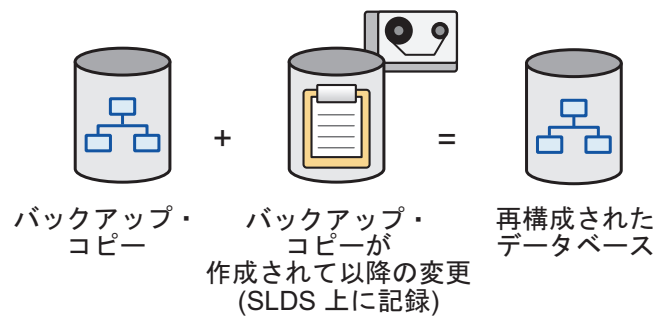 +
=
バックアップ・
コピー
バックアップ・
コピーが
作成されて以降の変更
(SLDS 上に記録)
再構成された
データベース